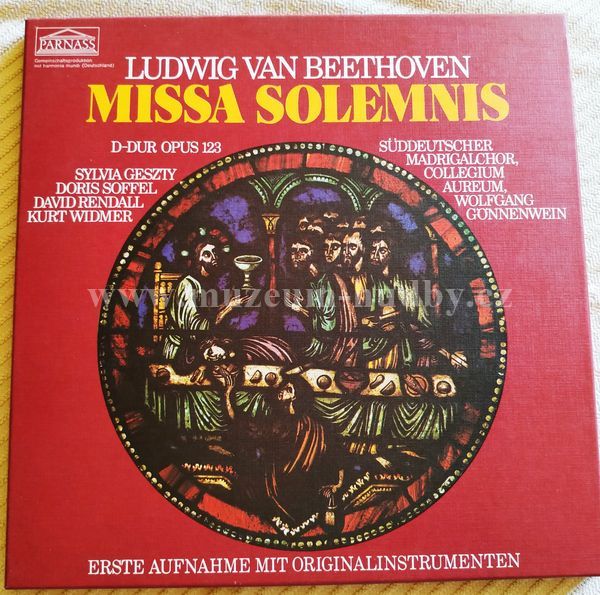 PARNASS
Gemeinschaftsproduktion
mit harmonia mundi (Deutschland)
LUDWIG VAN BEETHOVEN
MISSA SOLEMNIS
D-DUR OPUS 123
SYLVIA GESZTY
DORIS SOFFEL
DAVID RENDALL
KURT WIDMER
SÜDDEUTSCHER
MADRIGALCHOR,
COLLEGIUM
AUREUM,
WOLFGANG
GÖNNENWEIN
www.muzeum-hudby.cz
ERSTE AUFNAHME MIT ORIGINALINSTRUMENTEN